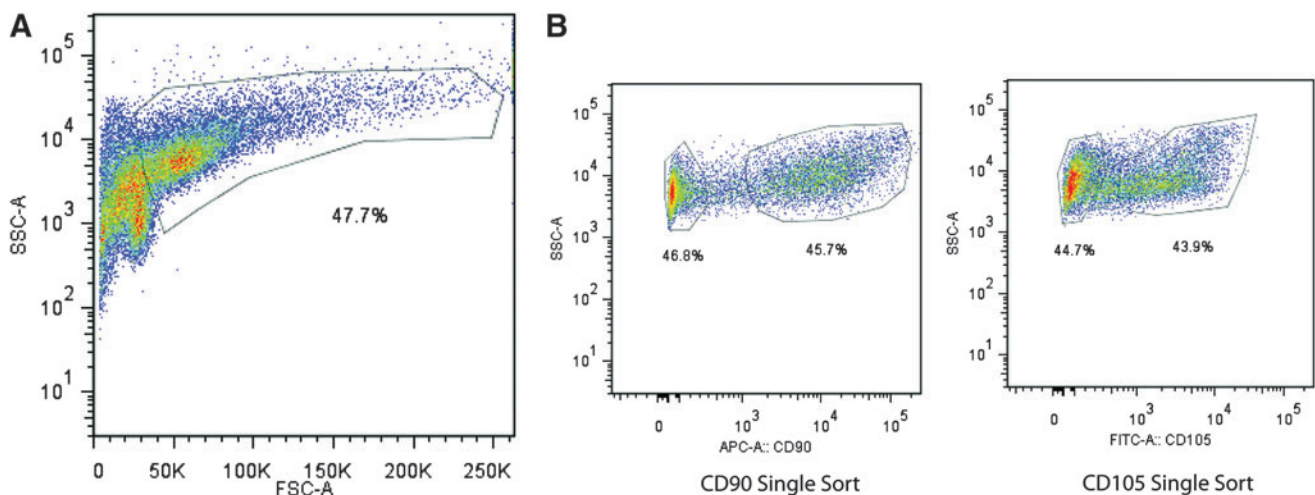 A
B
10^5
10^4
10^3
10^2
10^1
SSC-A
47.7%
0 50K 100K 150K 200K 250K
FSC-A
10^5
10^4
10^3
10^2
10^1
SSC-A
46.8%
45.7%
0 10^3 10^4 10^5
APC-A:: CD90
CD90 Single Sort
10^5
10^4
10^3
10^2
10^1
SSC-A
44.7%
43.9%
0 10^3 10^4 10^5
FITC-A:: CD105
CD105 Single Sort